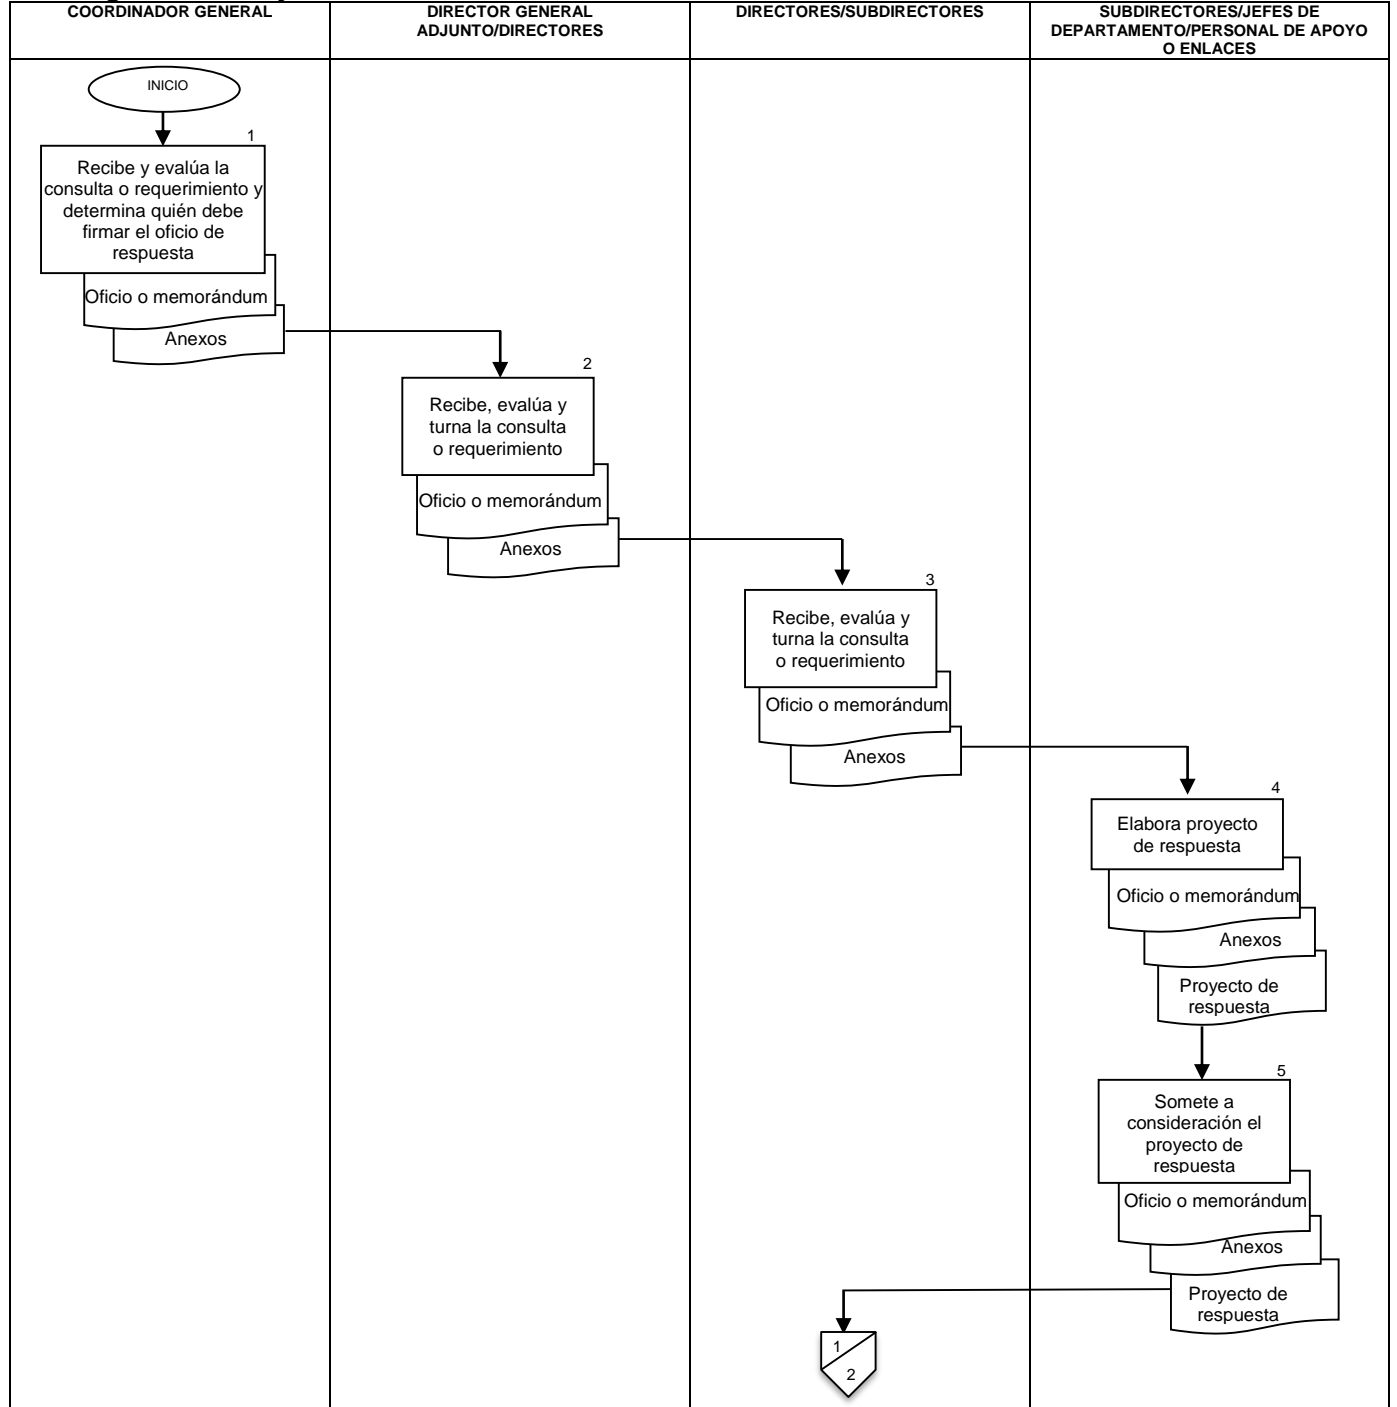 COORDINADOR GENERAL
DIRECTOR GENERAL
ADJUNTO/DIRECTORES
DIRECTORES/SUBDIRECTORES
SUBDIRECTORES/JEFES DE
DEPARTAMENTO/PERSONAL DE APOYO
O ENLACES
INICIO
1
Recibe y evalúa la
consulta o requerimiento y
determina quién debe
firmar el oficio de
respuesta
Oficio o memorándum
Anexos
2
Recibe, evalúa y
turna la consulta
o requerimiento
Oficio o memorándum
Anexos
3
Recibe, evalúa y
turna la consulta
o requerimiento
Oficio o memorándum
Anexos
4
Elabora proyecto
de respuesta
Oficio o memorándum
Anexos
Proyecto de
respuesta
5
Somete a
consideración el
proyecto de
respuesta
Oficio o memorándum
Anexos
Proyecto de
respuesta
1
2